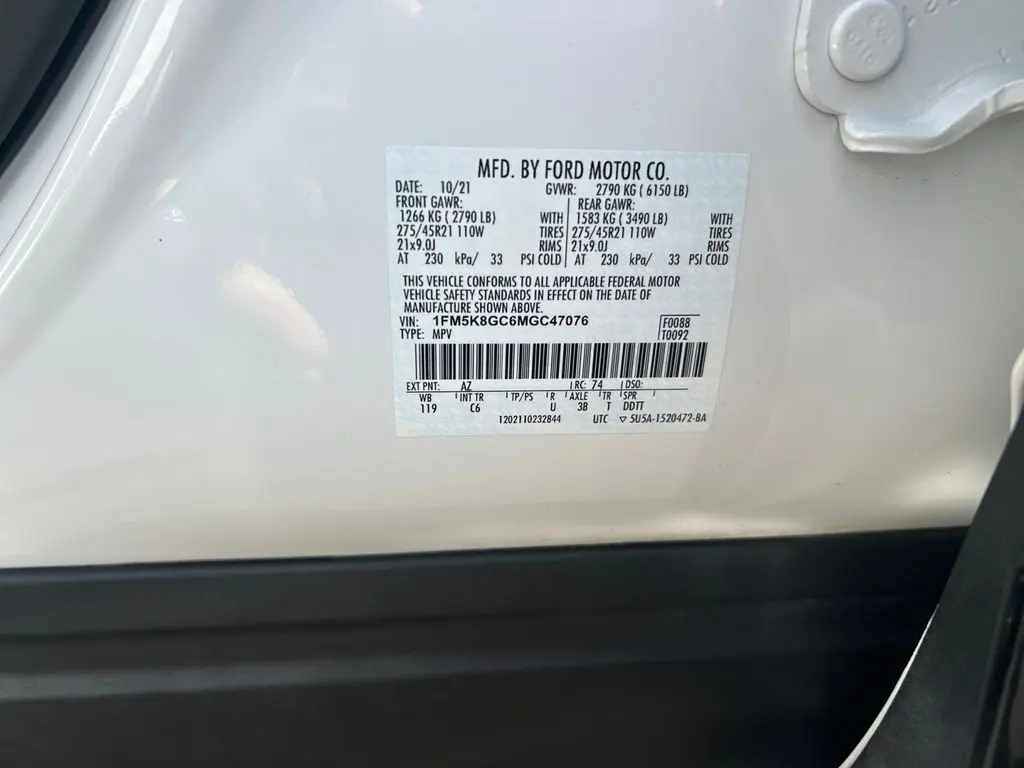 MFD. BY FORD MOTOR CO.
DATE: 10/21 GVWR: 2790 KG ( 6150 LB)
FRONT GAWR: REAR GAWR:
1266 KG ( 2790 LB) WITH 1583 KG ( 3490 LB) WITH
275/45R21 110W TIRES 275/45R21 110W TIRES
21x9.0J RIMS 21x9.0J RIMS
AT 230 kPa/ 33 PSI COLD AT 230 kPa/ 33 PSI COLD
THIS VEHICLE CONFORMS TO ALL APPLICABLE FEDERAL MOTOR
VEHICLE SAFETY STANDARDS IN EFFECT ON THE DATE OF
MANUFACTURE SHOWN ABOVE.
VIN: 1FM5K8GC6MGC47076 F0088
TYPE: MPV T0092
EXT PNT: AZ RC: 74 DSO:
WB INT TR TP/PS R AXLE TR SPR
119 C6 U 3B T DDTT
1202110232844 UTC ▽ 5U5A-1520472-BA